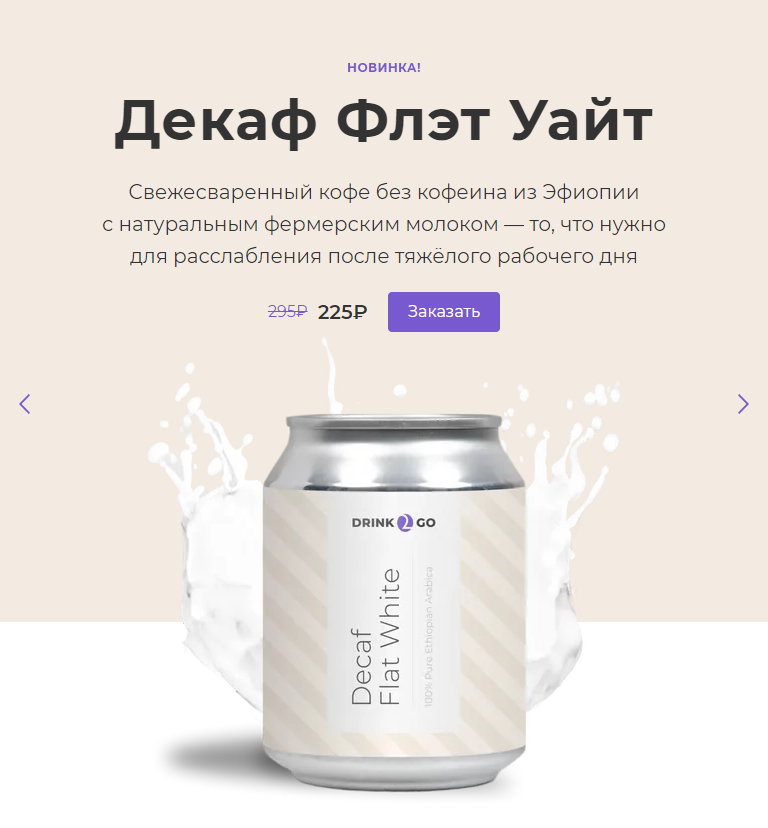 НОВИНКА!
Декаф Флэт Уайт
Свежесваренный кофе без кофеина из Эфиопии
с натуральным фермерским молоком — то, что нужно
для расслабления после тяжёлого рабочего дня
295₽ 225₽ Заказать
DRINK 2 GO
Decaf
Flat White
100% Pure Ethiopian Arabica